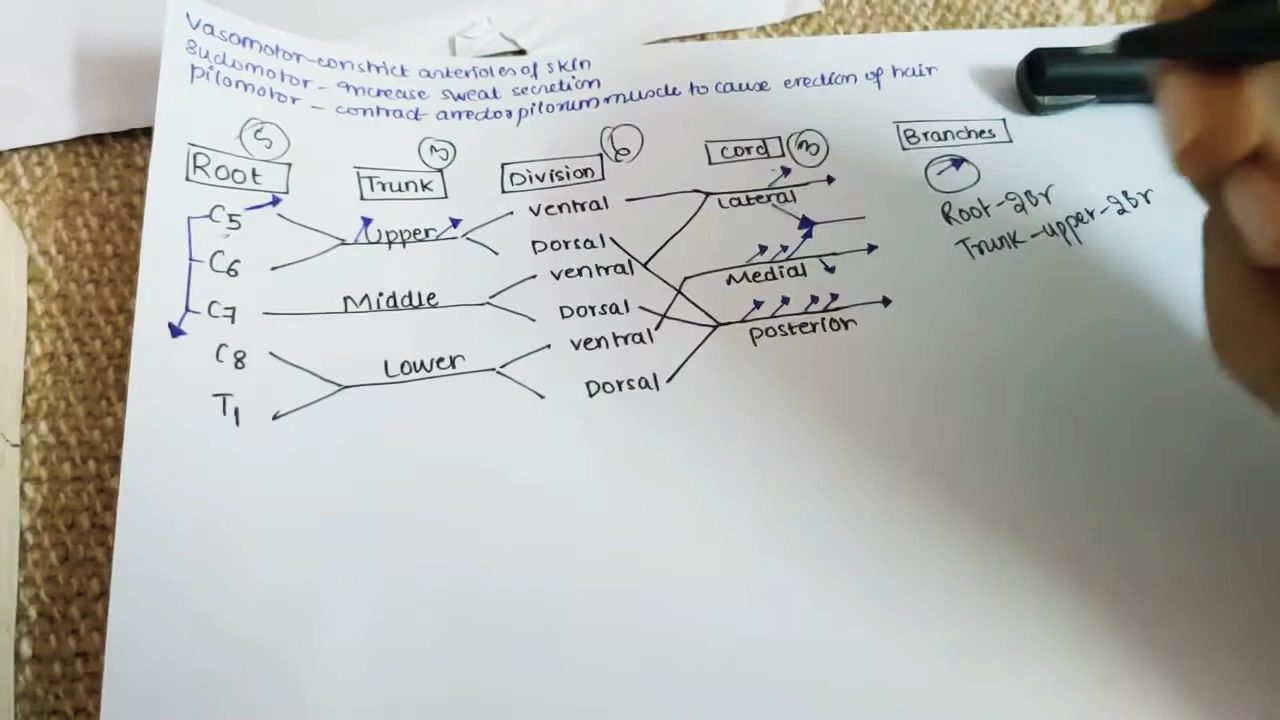 Vasomotor-constrict arterioles of skin
Sudomotor - increase sweat secretion
Pilomotor - contract arrector pilorum muscle to cause erection of hair
5 3 6 3
Root Trunk Division Cord Branches
C5 Upper Ventral Lateral
Root-2Br
Trunk-upper-2Br
C6 Dorsal
Ventral Medial
C7 Middle Dorsal
Ventral Posterior
C8 Lower
Dorsal
T1